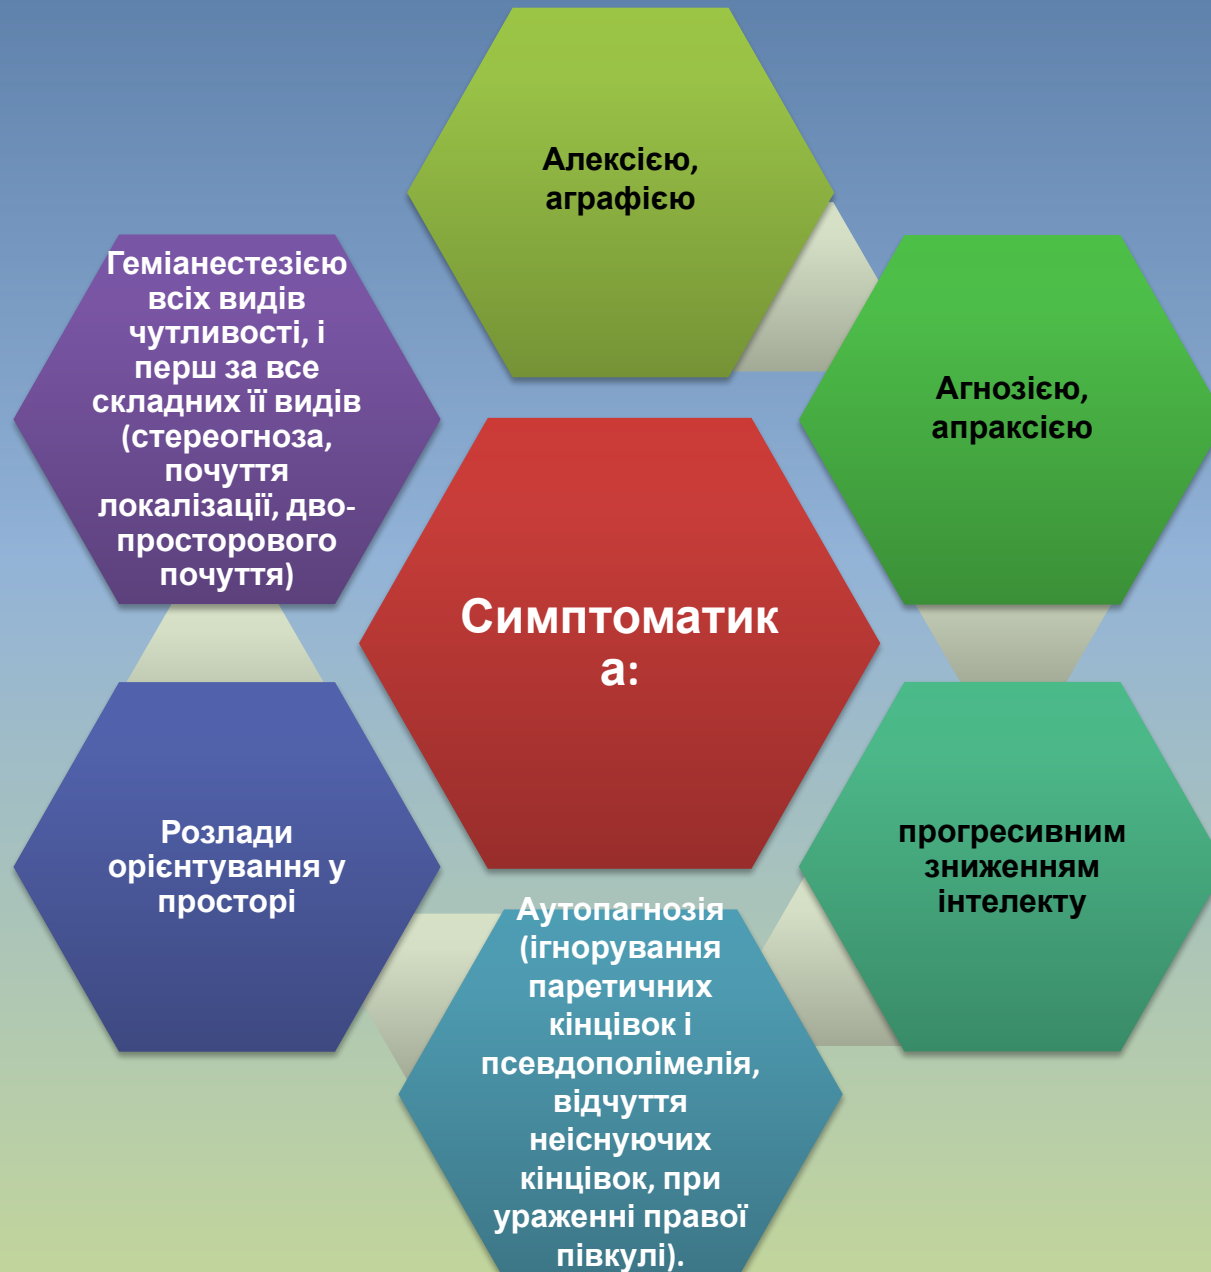 Алексією,
аграфією
Агнозією,
апраксією
прогресивним
зниженням
інтелекту
Аутопагнозія
(ігнорування
паретичних
кінцівок і
псевдополімелія,
відчуття
неіснуючих
кінцівок, при
ураженні правої
півкулі).
Розлади
орієнтування у
просторі
Геміанестезією
всіх видів
чутливості, і
перш за все
складних її видів
(стереогноза,
почуття
локалізації, дво-
просторового
почуття)
Симптоматик
а: